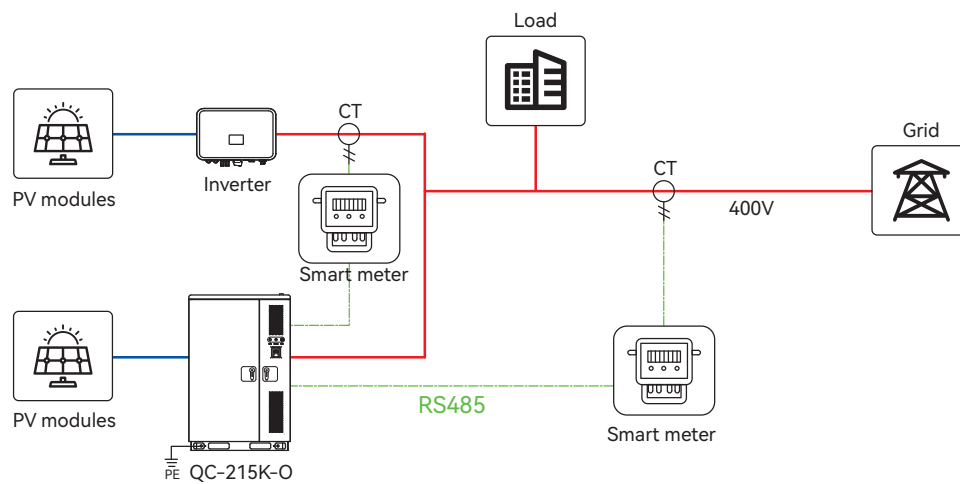 Load
CT
Grid
PV modules
Inverter
CT
400V
Smart meter
PV modules
RS485
Smart meter
PE
QC-215K-O